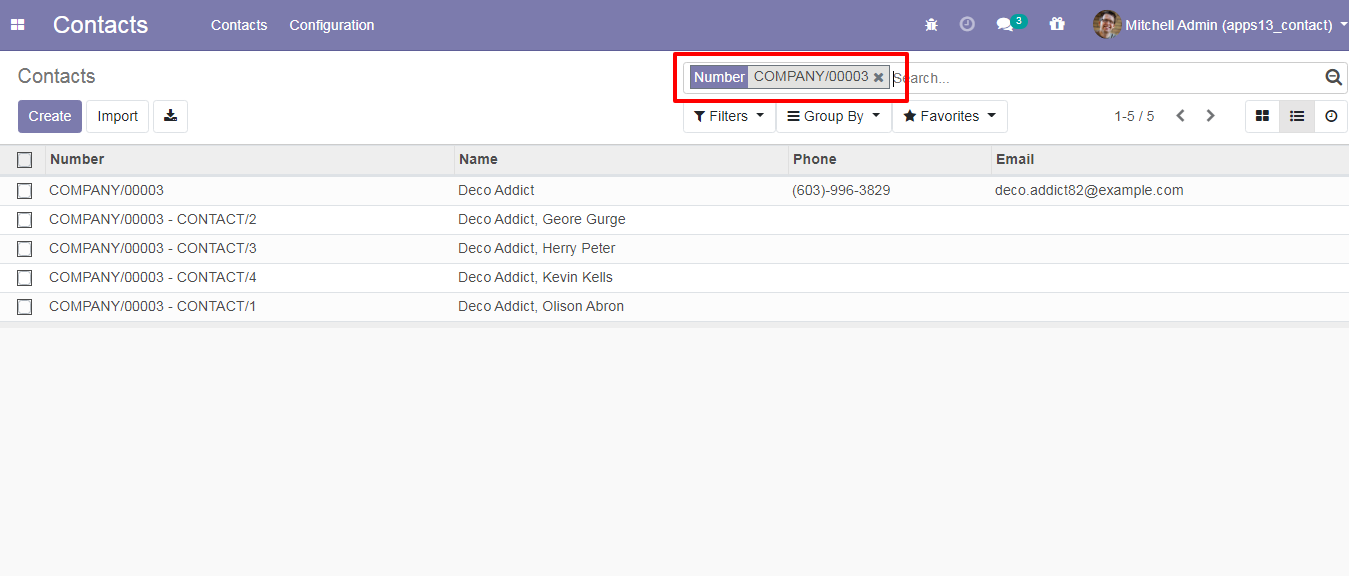 Contacts Contacts Configuration 3 Mitchell Admin (apps13_contact)
Contacts Number COMPANY/00003 Search...
Create Import Filters Group By Favorites 1-5 / 5
Number Name Phone Email
COMPANY/00003 Deco Addict (603)-996-3829 deco.addict82@example.com
COMPANY/00003 - CONTACT/2 Deco Addict, Geore Gurge
COMPANY/00003 - CONTACT/3 Deco Addict, Herry Peter
COMPANY/00003 - CONTACT/4 Deco Addict, Kevin Kells
COMPANY/00003 - CONTACT/1 Deco Addict, Olison Abron